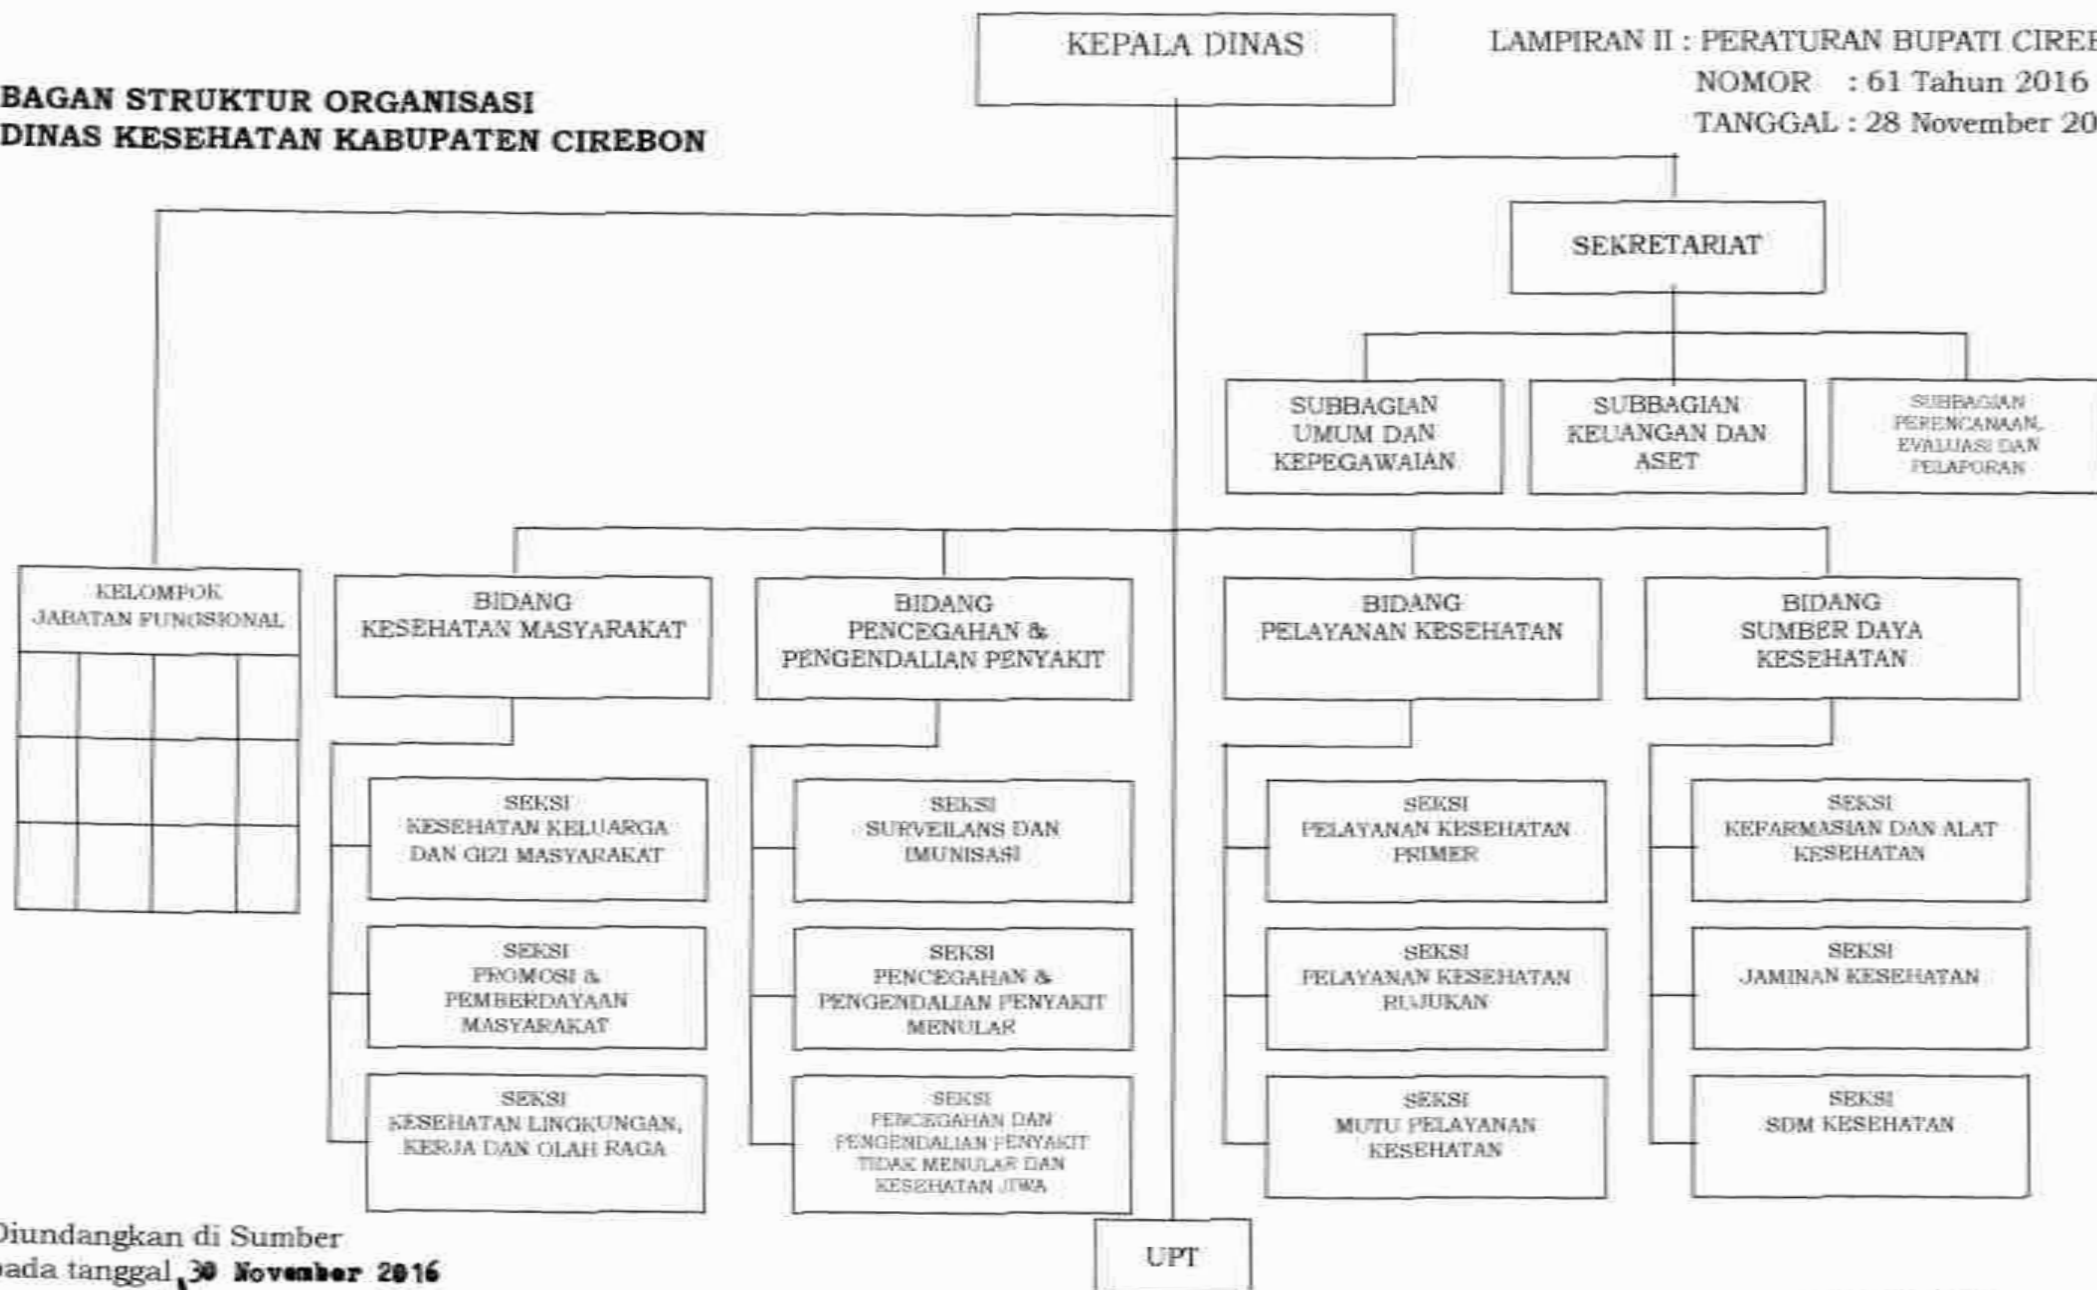 KEPALA DINAS
LAMPIRAN II : PERATURAN BUPATI
NOMOR : 61 Tahun 2016
TANGGAL : 28 November
BAGAN STRUKTUR ORGANISASI
DINAS KESEHATAN KABUPATEN CIREBON
SEKRETARIAT
SUBBAGIAN
UMUM DAN
KEPEGAWAIAN
SUBBAGIAN
KEUANGAN DAN
ASET
SUBBAGIAN
PERENCANAAN,
EVALUASI DAN
PELAPORAN
KELOMPOK
JABATAN FUNGSIONAL
BIDANG
KESEHATAN MASYARAKAT
BIDANG
PENCEGAHAN &
PENGENDALIAN PENYAKIT
BIDANG
PELAYANAN KESEHATAN
BIDANG
SUMBER DAYA
KESEHATAN
SEKSI
KESEHATAN KELUARGA
DAN GIZI MASYARAKAT
SEKSI
PROMOSI &
PEMBERDAYAAN
MASYARAKAT
SEKSI
KESEHATAN LINGKUNGAN,
KERJA DAN OLAH RAGA
SEKSI
SURVEILANS DAN
IMUNISASI
SEKSI
PENCEGAHAN &
PENGENDALIAN PENYAKIT
MENULAR
SEKSI
PENCEGAHAN DAN
PENGENDALIAN PENYAKIT
TIDAK MENULAR DAN
KESEHATAN JIWA
SEKSI
PELAYANAN KESEHATAN
PRIMER
SEKSI
PELAYANAN KESEHATAN
RUJUKAN
SEKSI
MUTU PELAYANAN
KESEHATAN
SEKSI
KEFARMASIAN DAN ALAT
KESEHATAN
SEKSI
JAMINAN KESEHATAN
SEKSI
SDM KESEHATAN
UPT
Diundangkan di Sumber
pada tanggal 30 November 2016